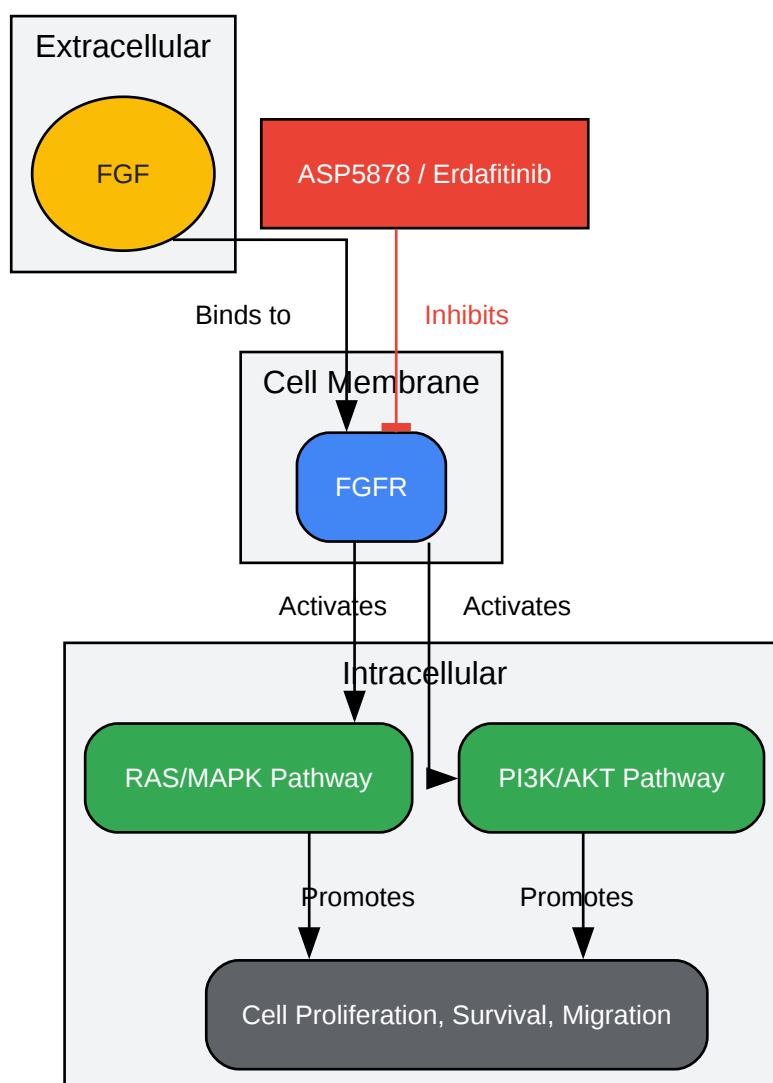 Extracellular
FGF
ASP5878 / Erdafitinib
Binds to
Inhibits
Cell Membrane
FGFR
Activates
Activates
Intracellular
RAS/MAPK Pathway
PI3K/AKT Pathway
Promotes
Promotes
Cell Proliferation, Survival, Migration